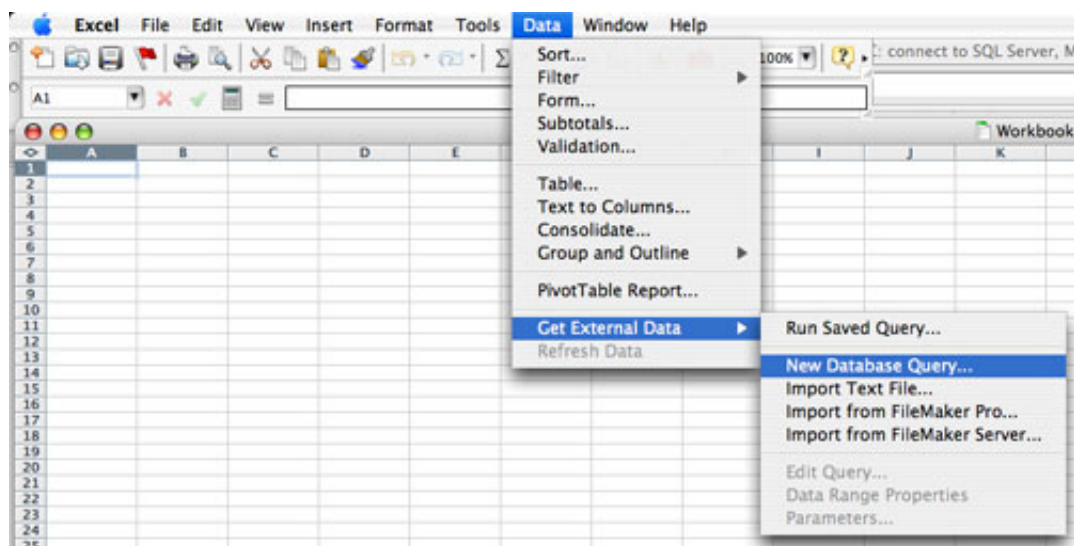 Excel File Edit View Insert Format Tools Data Window Help
100% : connect to SQL Server, M
A1
Workbook
A B C D E I J K
Sort...
Filter
Form...
Subtotals...
Validation...
Table...
Text to Columns...
Consolidate...
Group and Outline
PivotTable Report...
Get External Data
Refresh Data
Run Saved Query...
New Database Query...
Import Text File...
Import from FileMaker Pro...
Import from FileMaker Server...
Edit Query...
Data Range Properties
Parameters...
1
2
3
4
5
6
7
8
9
10
11
12
13
14
15
16
17
18
19
20
21
22
23
24
25